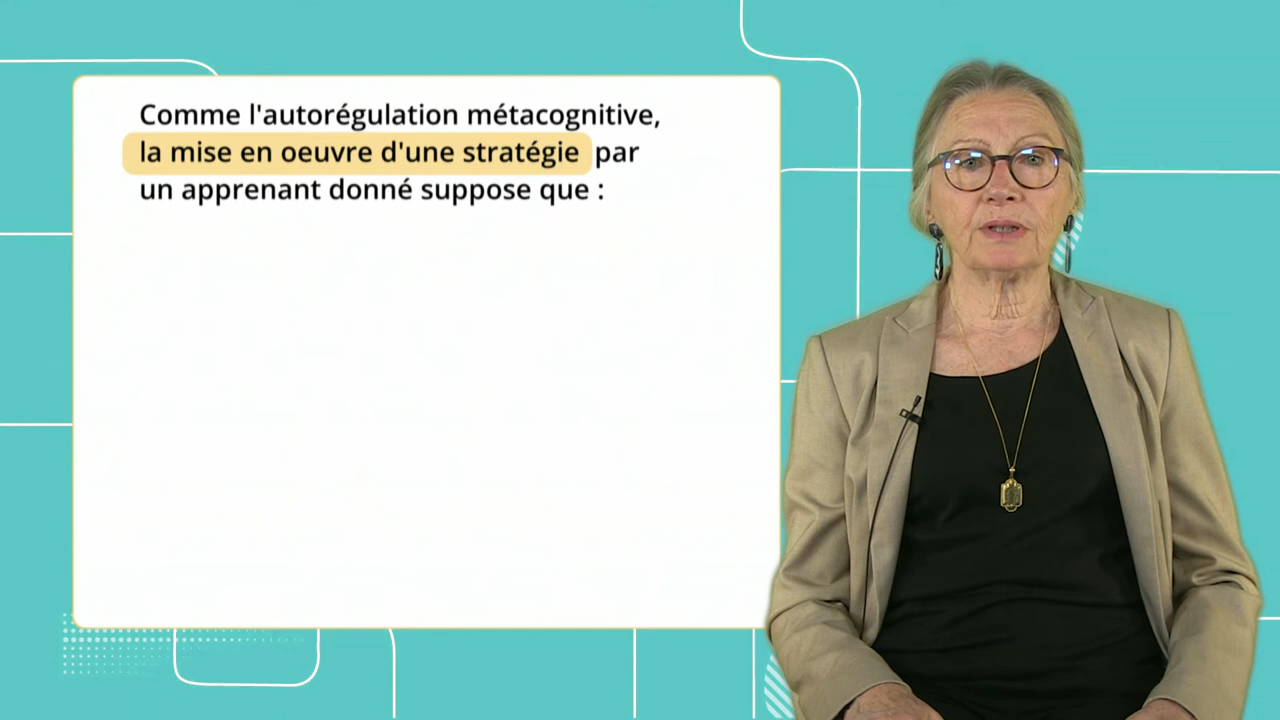 Comme l'autorégulation métacognitive,
la mise en oeuvre d'une stratégie par
un apprenant donné suppose que :